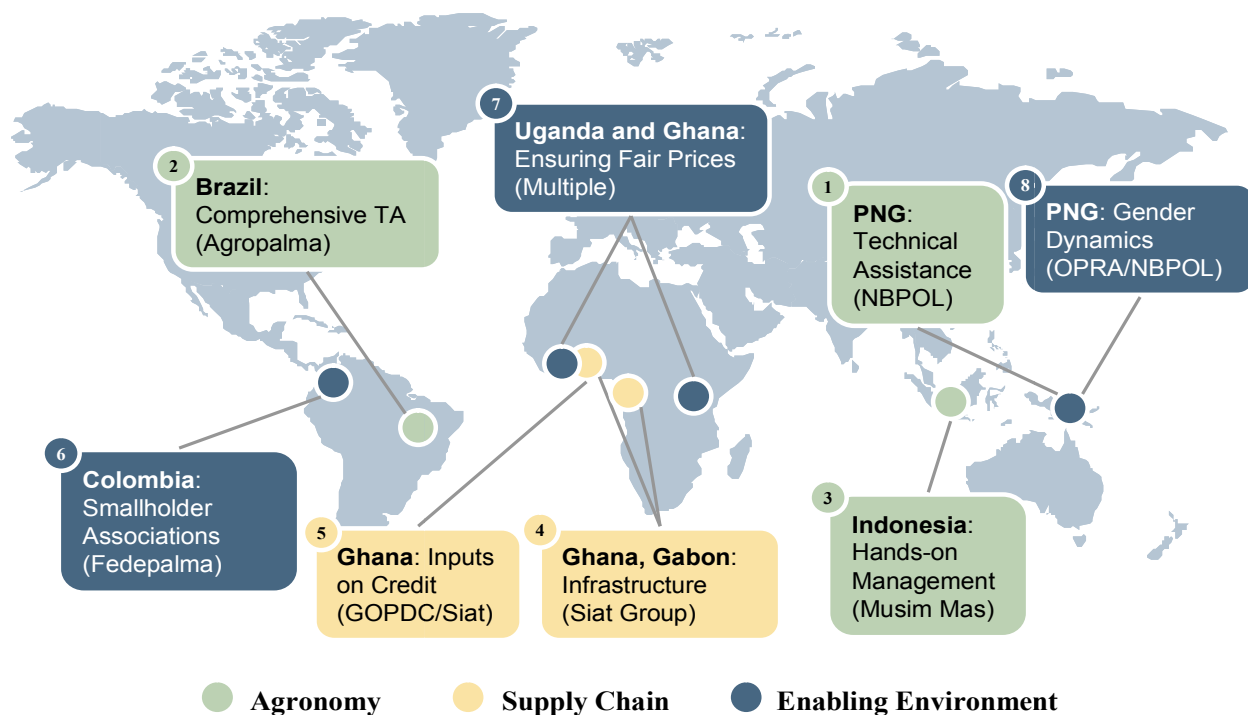 7
Uganda and Ghana:
Ensuring Fair Prices
(Multiple)
2
Brazil:
Comprehensive TA
(Agropalma)
1
PNG:
Technical
Assistance
(NBPOL)
8
PNG: Gender
Dynamics
(OPRA/NBPOL)
6
Colombia:
Smallholder
Associations
(Fedepalma)
5
Ghana: Inputs
on Credit
(GOPDC/Siat)
4
Ghana, Gabon:
Infrastructure
(Siat Group)
3
Indonesia:
Hands-on
Management
(Musim Mas)
Agronomy
Supply Chain
Enabling Environment